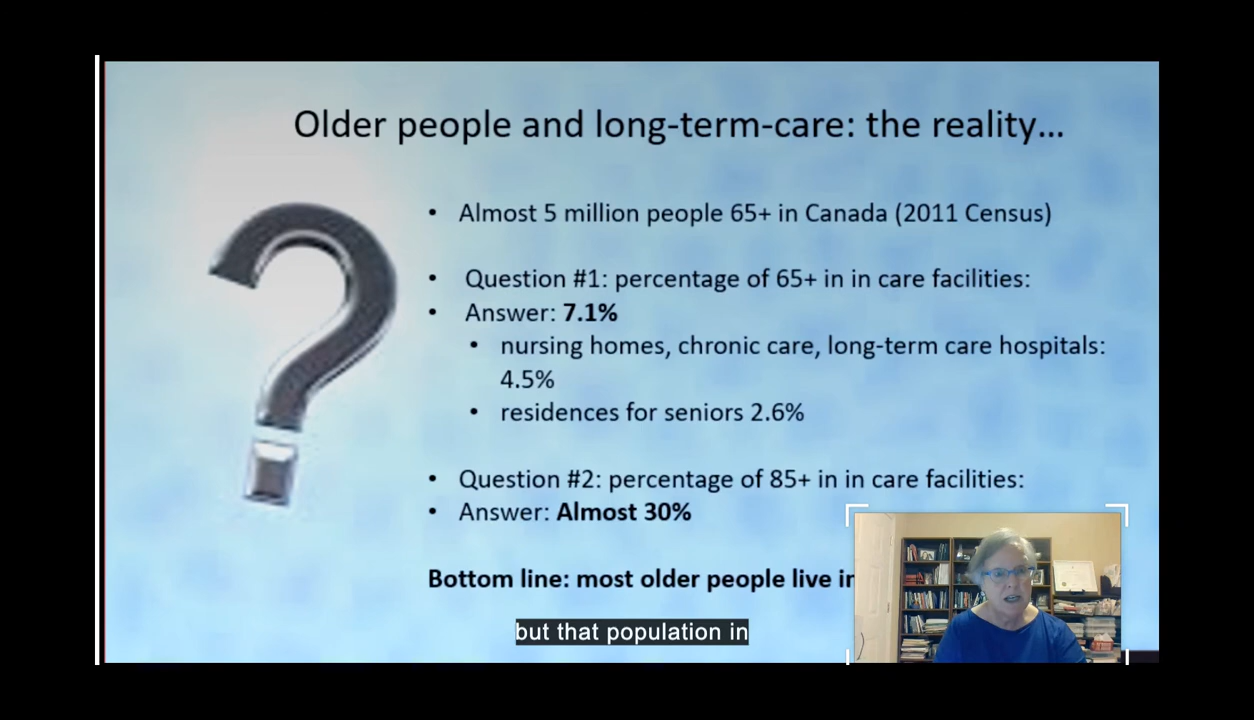 Older people and long-term-care: the reality...
• Almost 5 million people 65+ in Canada (2011 Census)
• Question #1: percentage of 65+ in in care facilities:
• Answer: 7.1%
• nursing homes, chronic care, long-term care hospitals:
4.5%
• residences for seniors 2.6%
• Question #2: percentage of 85+ in in care facilities:
• Answer: Almost 30%
Bottom line: most older people live in
but that population in